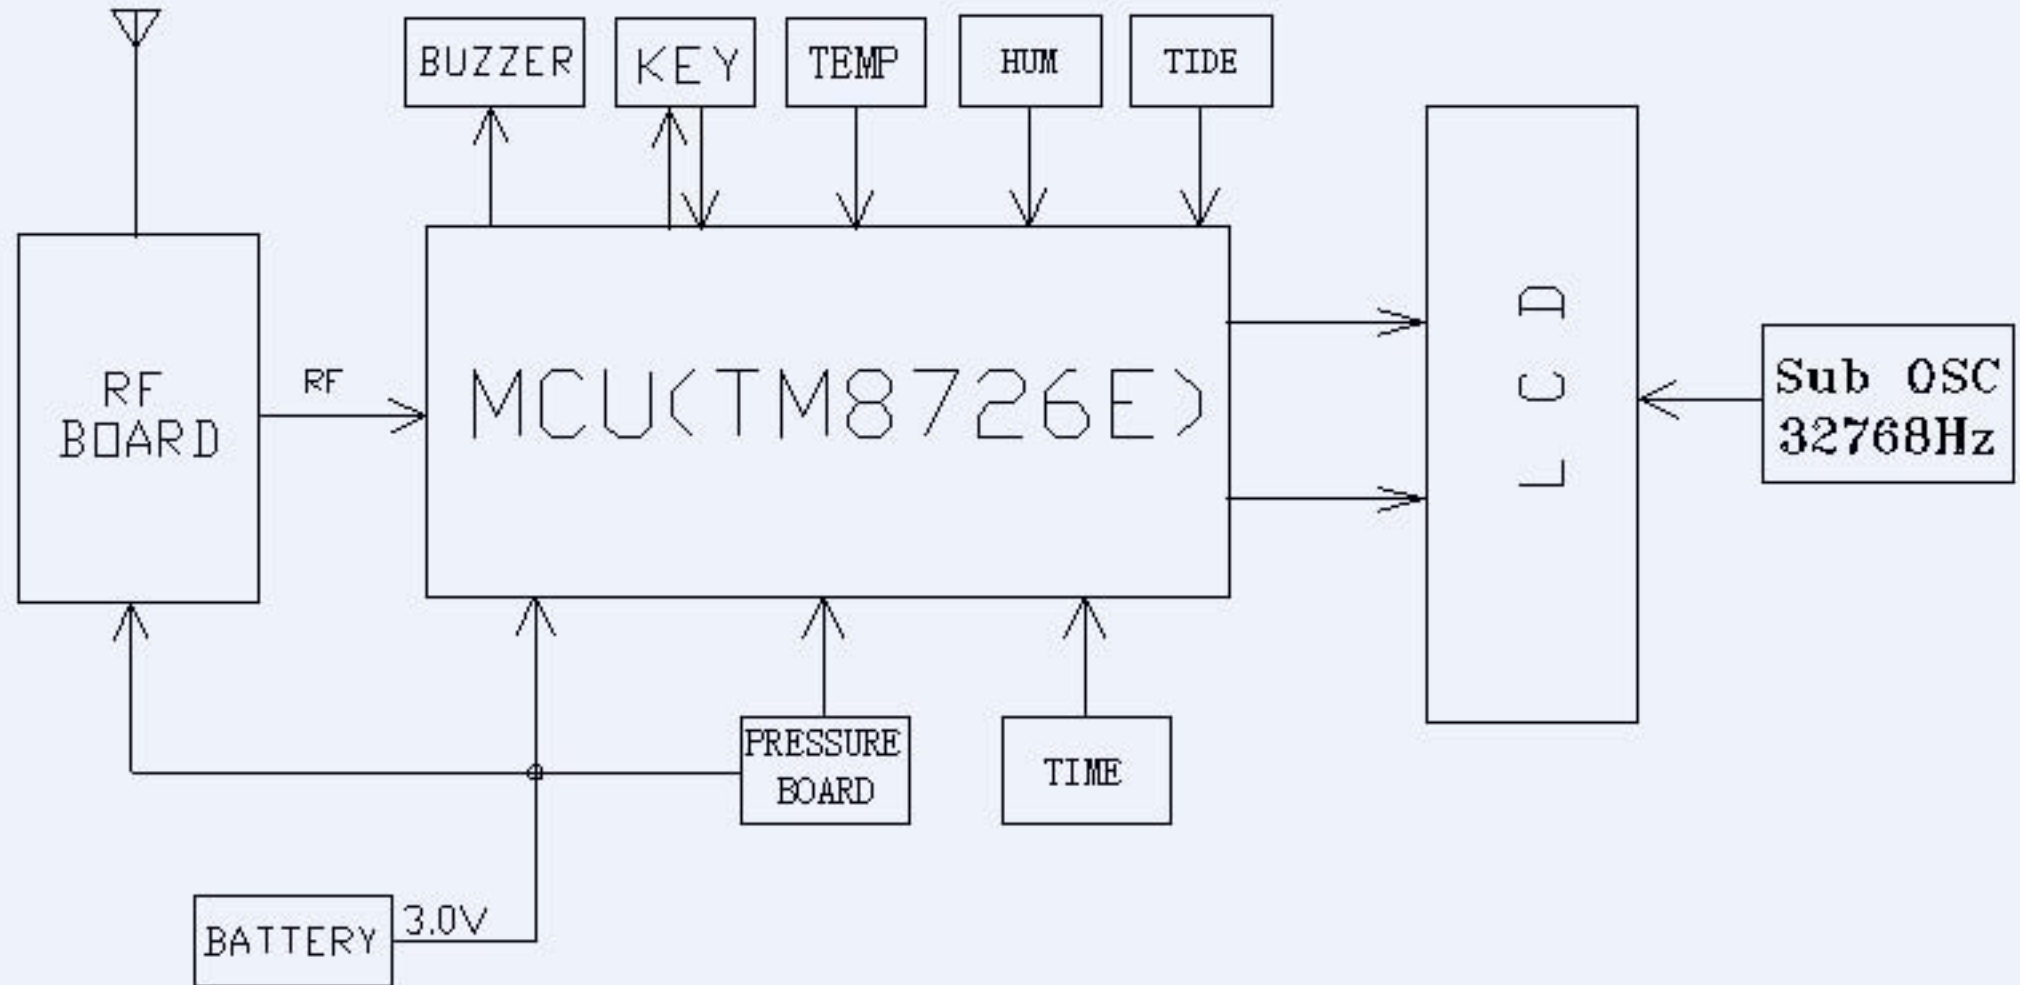 BUZZER
KEY
TEMP
HUM
TIDE
RF
BOARD
RF
MCU(TM8726E)
LCD
Sub OSC
32768Hz
PRESSURE
BOARD
TIME
BATTERY
3.0V